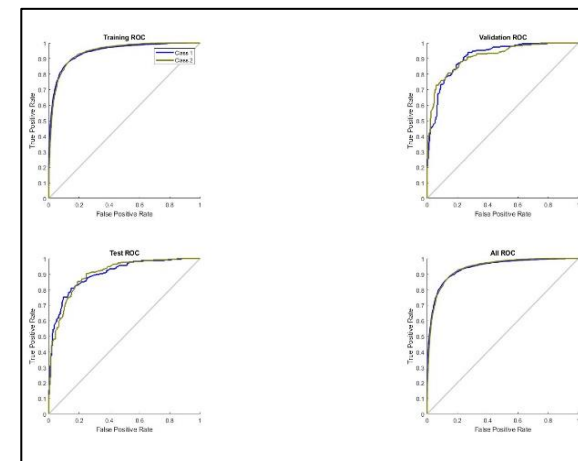 Training ROC
1
0.9
0.8
0.7
0.6
0.5
0.4
0.3
0.2
0.1
0
True Positive Rate
Class 1
Class 2
0 0.2 0.4 0.6 0.8 1
False Positive Rate
Validation ROC
1
0.9
0.8
0.7
0.6
0.5
0.4
0.3
0.2
0.1
0
True Positive Rate
0 0.2 0.4 0.6 0.8 1
False Positive Rate
Test ROC
1
0.9
0.8
0.7
0.6
0.5
0.4
0.3
0.2
0.1
0
True Positive Rate
0 0.2 0.4 0.6 0.8 1
False Positive Rate
All ROC
1
0.9
0.8
0.7
0.6
0.5
0.4
0.3
0.2
0.1
0
True Positive Rate
0 0.2 0.4 0.6 0.8 1
False Positive Rate